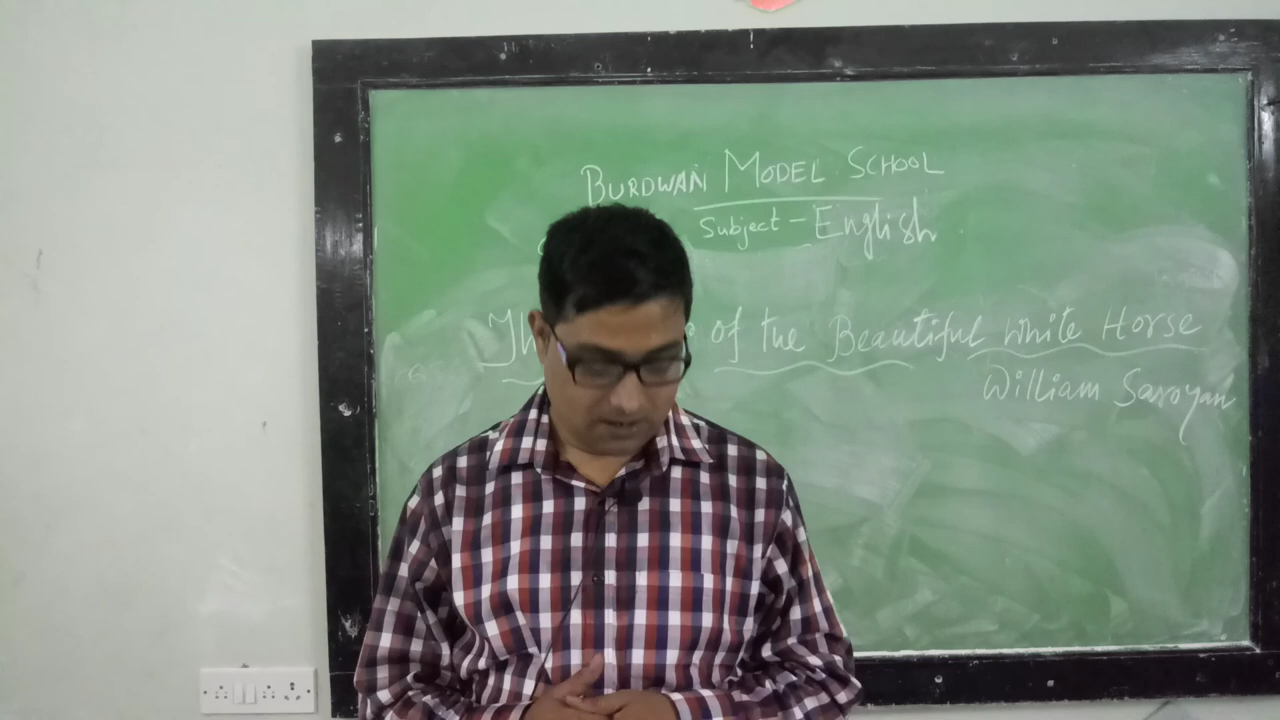 BURDWAN MODEL SCHOOL
Subject - English
of the Beautiful White Horse
William Saroyan